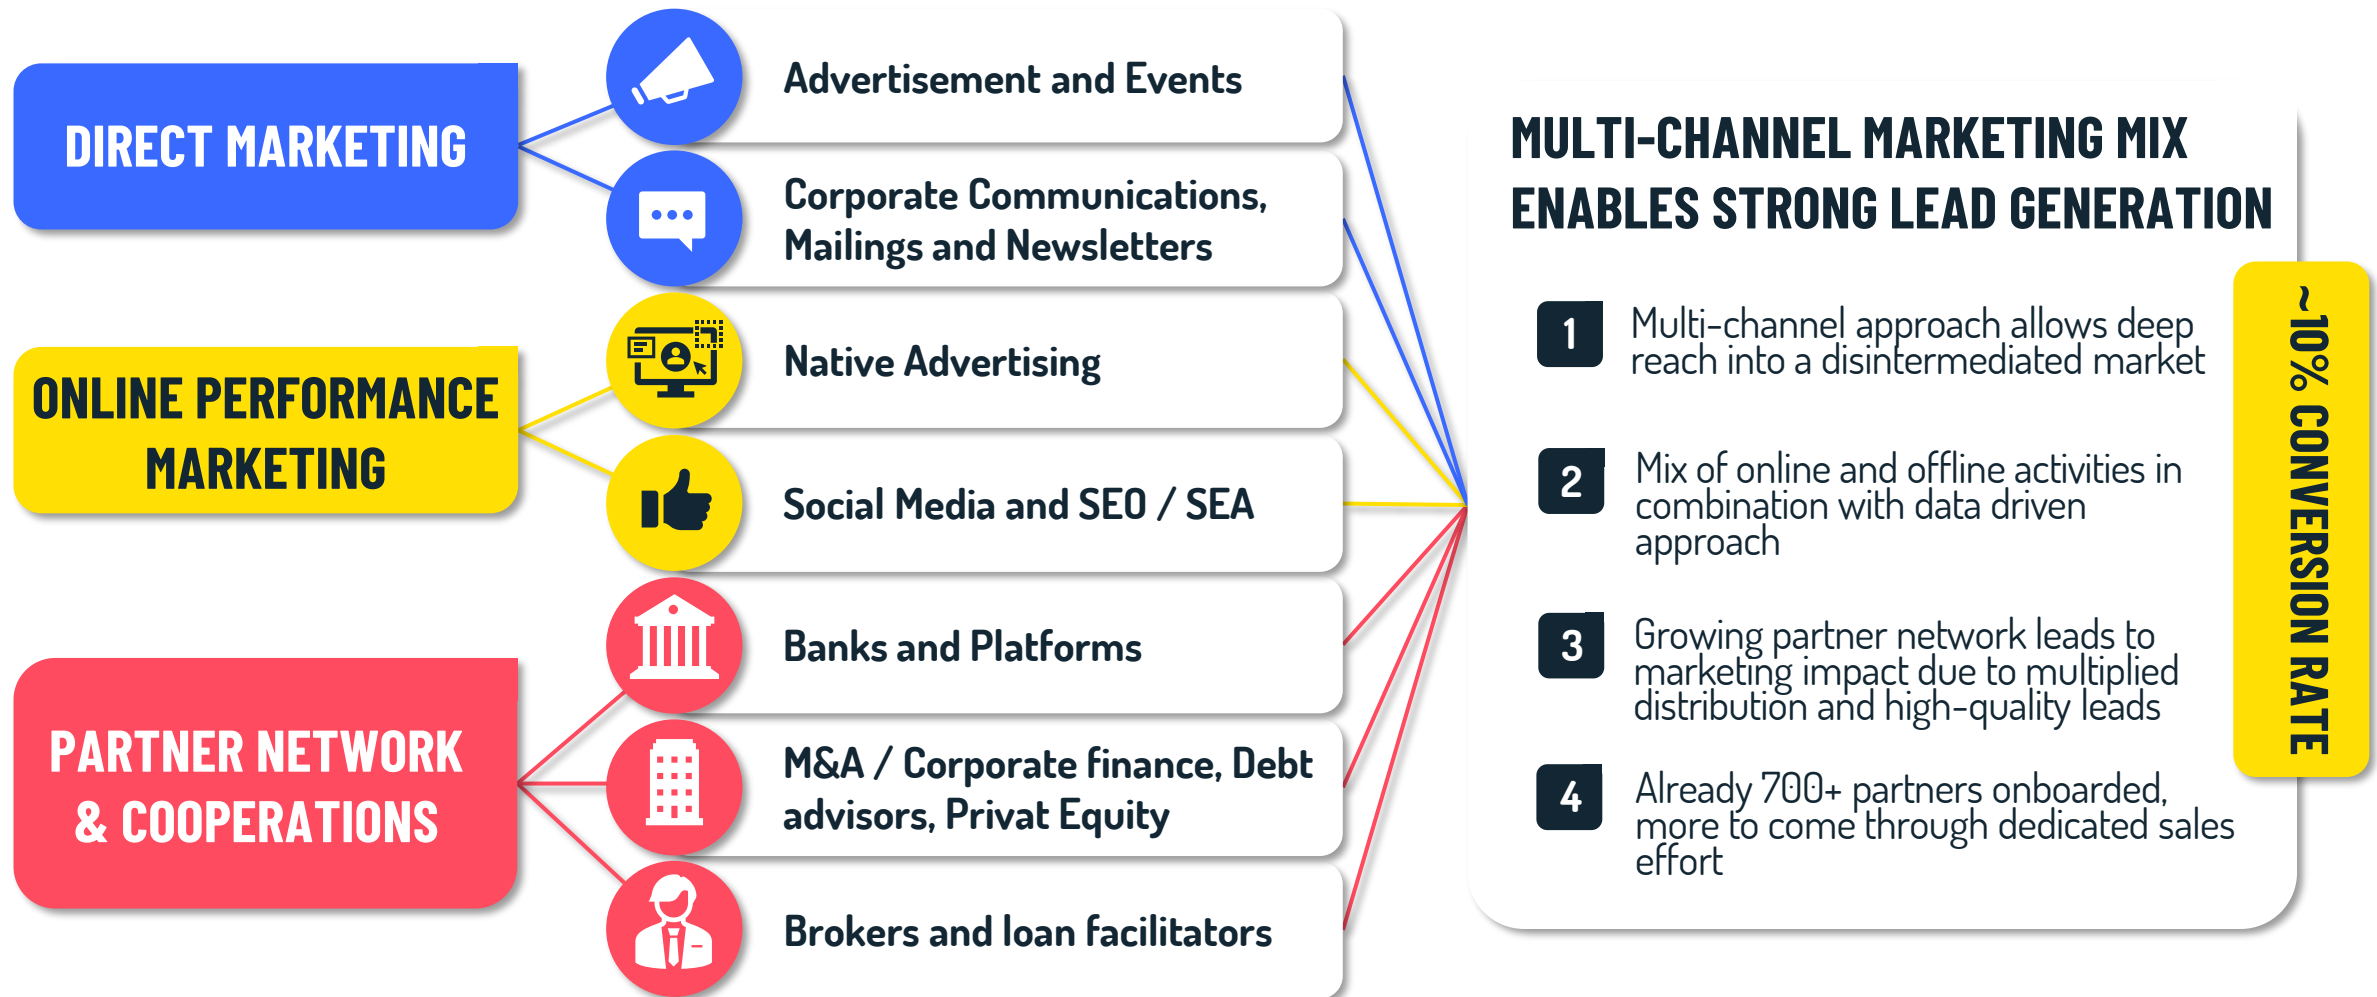 DIRECT MARKETING
Advertisement and Events
Corporate Communications,
Mailings and Newsletters
ONLINE PERFORMANCE
MARKETING
Native Advertising
Social Media and SEO / SEA
PARTNER NETWORK
& COOPERATIONS
Banks and Platforms
M&A / Corporate finance, Debt
advisors, Privat Equity
Brokers and loan facilitators
MULTI-CHANNEL MARKETING MIX
ENABLES STRONG LEAD GENERATION
1
Multi-channel approach allows deep
reach into a disintermediated market
2
Mix of online and offline activities in
combination with data driven
approach
3
Growing partner network leads to
marketing impact due to multiplied
distribution and high-quality leads
4
Already 700+ partners onboarded,
more to come through dedicated sales
effort
~10% CONVERSION RATE